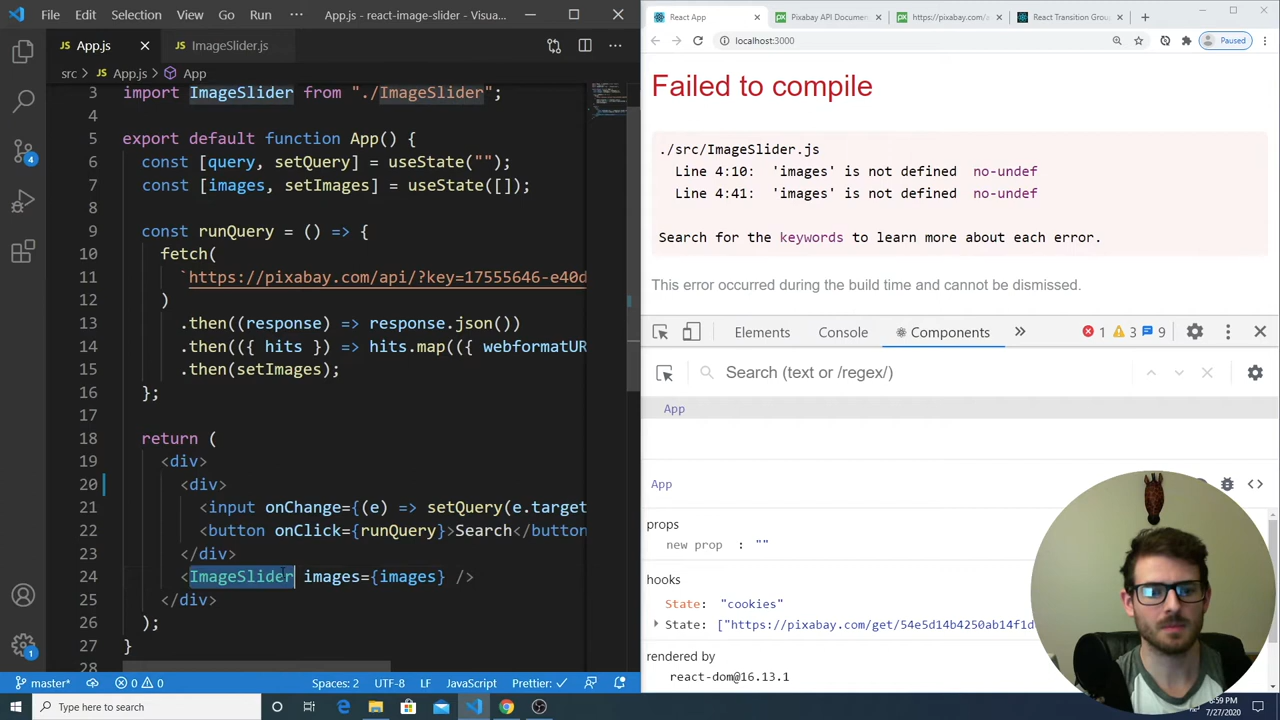 File Edit Selection View Go Run ··· App.js - react-image-slider - Visua...
App.js ImageSlider.js
src > App.js > App
3 import ImageSlider from "./ImageSlider";
4
5 export default function App() {
6 const [query, setQuery] = useState("");
7 const [images, setImages] = useState([]);
8
9 const runQuery = () => {
10 fetch(
11 `https://pixabay.com/api/?key=17555646-e40d
12 )
13 .then((response) => response.json())
14 .then(({ hits }) => hits.map(({ webformatUR
15 .then(setImages);
16 };
17
18 return (
19 <div>
20 <div>
21 <input onChange={(e) => setQuery(e.target
22 <button onClick={runQuery}>Search</button
23 </div>
24 <ImageSlider images={images} />
25 </div>
26 );
27 }
28
4
1
master* 0 0 Spaces: 2 UTF-8 LF JavaScript Prettier: ✓
React App Pixabay API Documen https://pixabay.com/a React Transition Grou
localhost:3000 Paused
Failed to compile
./src/ImageSlider.js
Line 4:10: 'images' is not defined no-undef
Line 4:41: 'images' is not defined no-undef
Search for the keywords to learn more about each error.
This error occurred during the build time and cannot be dismissed.
Elements Console Components » 1 3 9
Search (text or /regex/)
App
App
props
new prop : ""
hooks
State: "cookies"
State: ["https://pixabay.com/get/54e5d14b4250ab14f1d
rendered by
react-dom@16.13.1
Type here to search
:59 PM
7/27/2020